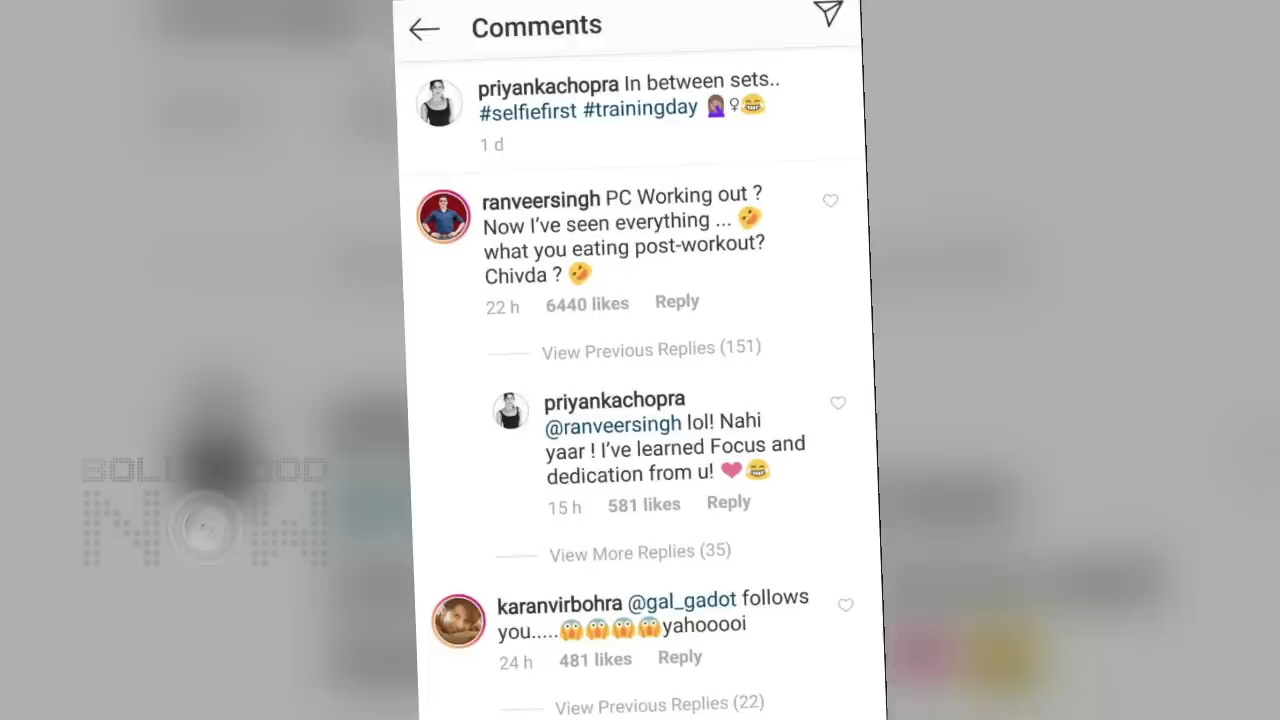 Comments
priyankachopra In between sets..
#selfiefirst #trainingday 🤦🏽‍♀😂
1 d
ranveersingh PC Working out ?
Now I’ve seen everything ... 🤣
what you eating post-workout?
Chivda ? 🤣
22 h 6440 likes Reply
View Previous Replies (151)
priyankachopra
@ranveersingh lol! Nahi
yaar ! I’ve learned Focus and
dedication from u! ❤️😂
15 h 581 likes Reply
View More Replies (35)
karanvirbohra @gal_gadot follows
you.....😱😱😱😱yahooooi
24 h 481 likes Reply
View Previous Replies (22)
BOLLYWOOD
NOW